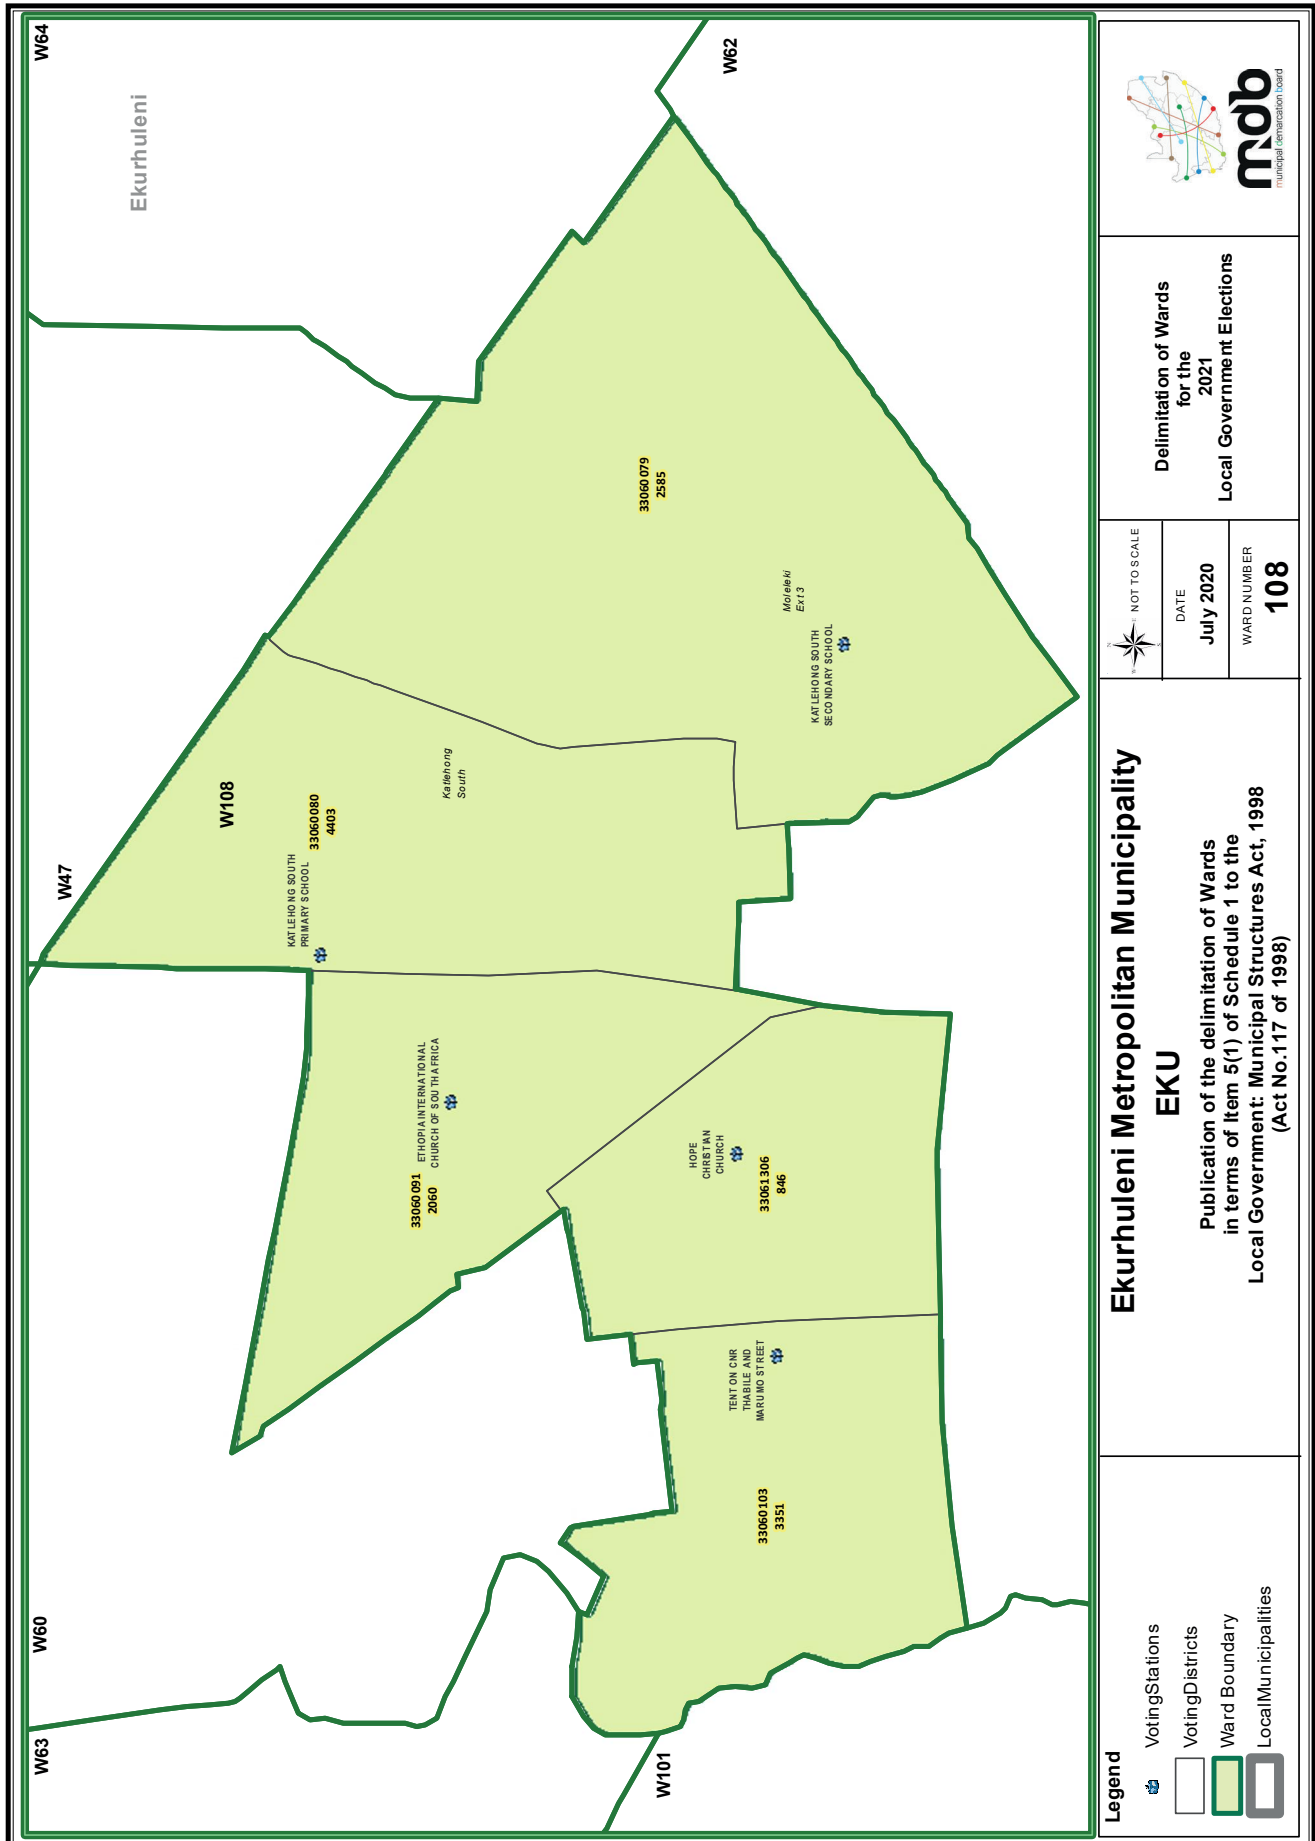 W63
W60
W47
W64
Ekurhuleni
W108
KATLEHONG SOUTH
PRIMARY SCHOOL
33060080
4403
ETHOPIA INTERNATIONAL
CHURCH OF SOUTH AFRICA
33060091
2060
Katlehong
South
33060079
2585
W62
W101
HOPE
CHRISTIAN
CHURCH
33061306
846
TENT ON CNR
THABILE AND
MARUMO STREET
33060103
3351
Moleleki
Ext 3
KATLEHONG SOUTH
SECONDARY SCHOOL
Legend
VotingStations
VotingDistricts
Ward Boundary
LocalMunicipalities
Ekurhuleni Metropolitan Municipality
EKU
Publication of the delimitation of Wards
in terms of Item 5(1) of Schedule 1 to the
Local Government: Municipal Structures Act, 1998
(Act No.117 of 1998)
N
W
E
S
NOT TO SCALE
DATE
July 2020
WARD NUMBER
108
Delimitation of Wards
for the
2021
Local Government Elections
mdb
municipal demarcation board